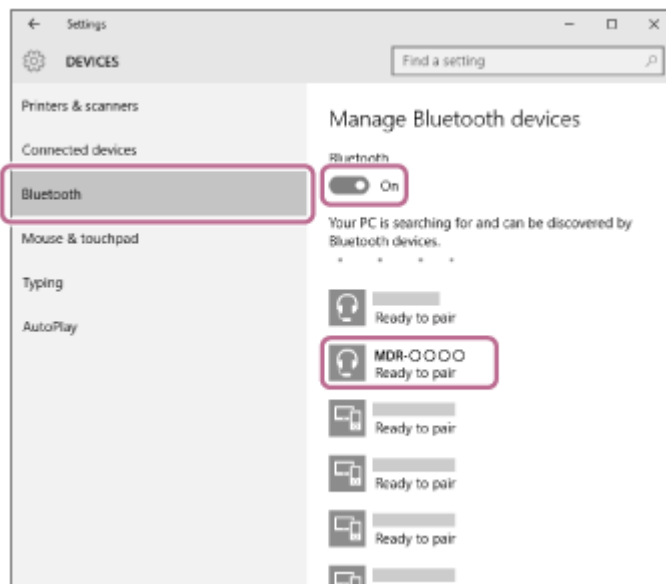 Settings
DEVICES
Find a setting
Printers & scanners
Connected devices
Bluetooth
Mouse & touchpad
Typing
AutoPlay
Manage Bluetooth devices
Bluetooth
On
Your PC is searching for and can be discovered by
Bluetooth devices.
Ready to pair
MDR-○○○○
Ready to pair
Ready to pair
Ready to pair
Ready to pair